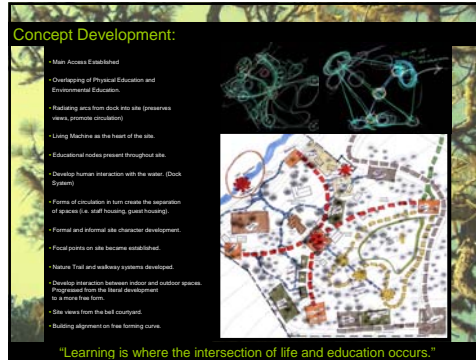 Concept Development:
• Main Access Established
• Overlapping of Physical Education and
Environmental Education.
• Radiating arcs from dock into site (preserves
views, promote circulation)
• Living Machine as the heart of the site.
• Educational nodes present throughout site.
• Develop human interaction with the water. (Dock
System)
• Forms of circulation in turn create the separation
of spaces (i.e. staff housing, guest housing).
• Formal and informal site character development.
• Focal points on site became established.
• Nature Trail and walkway systems developed.
• Develop interaction between indoor and outdoor spaces.
Progressed from the literal development
to a more free form.
• Site views from the bell courtyard.
• Building alignment on free forming curve.
“Learning is where the intersection of life and education occurs.”